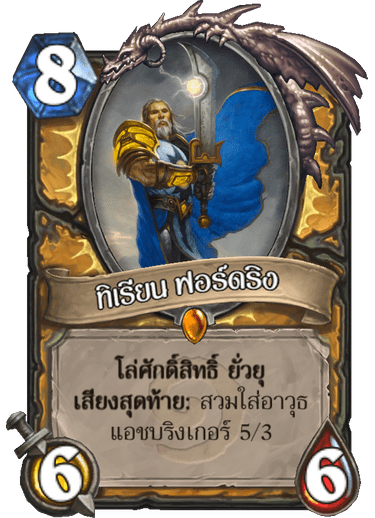 8
ทิเรียน ฟอร์ดริง
โล่ศักดิ์สิทธิ์ ยั่วยุ
เสียงสุดท้าย: สวมใส่อาวุธ
แอชบริงเกอร์ 5/3
6
6